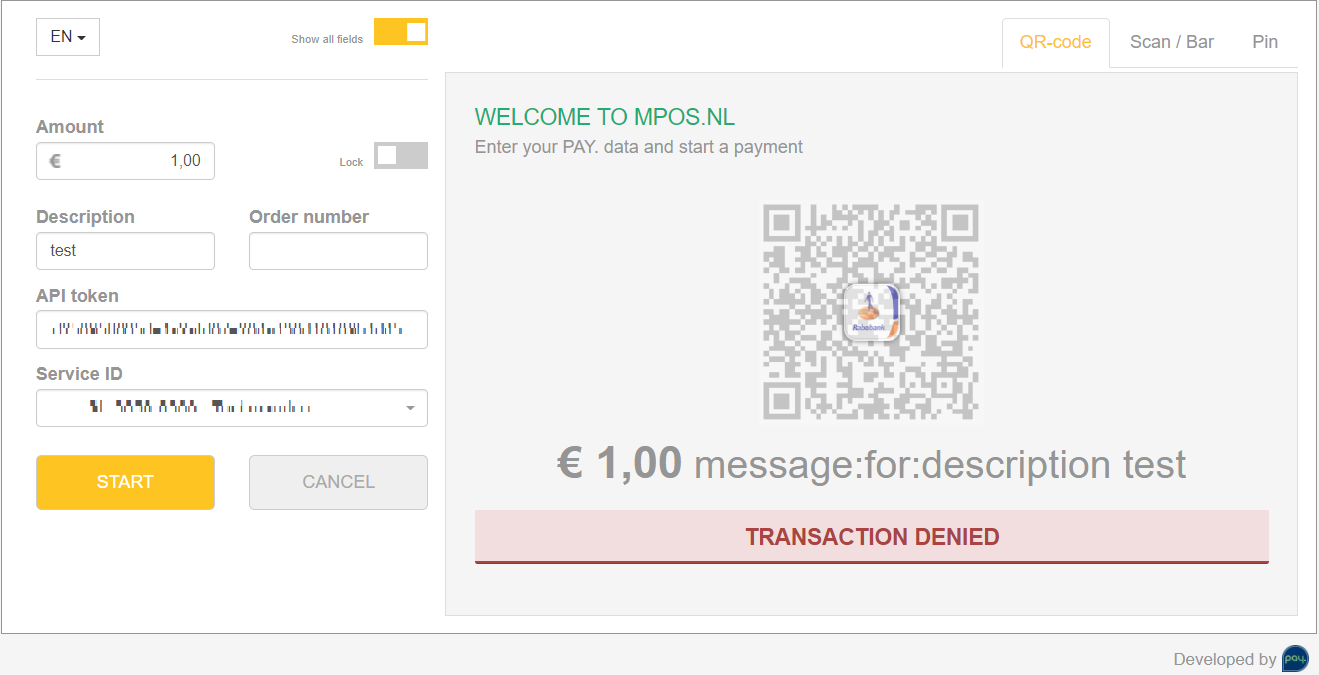 EN
Show all fields
QR-code
Scan / Bar
Pin
Amount
€ 1,00
Lock
Description
Order number
test
API token
Service ID
START
CANCEL
WELCOME TO MPOS.NL
Enter your PAY. data and start a payment
Rabobank
€ 1,00 message:for:description test
TRANSACTION DENIED
Developed by pay.